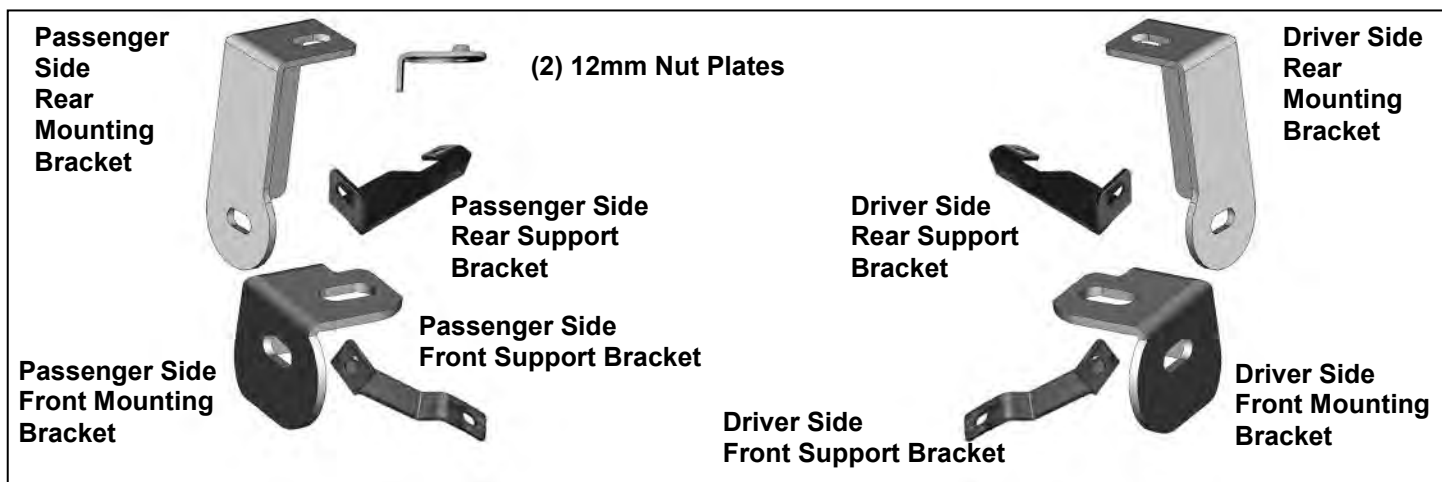 Passenger
Side
Rear
Mounting
Bracket
(2) 12mm Nut Plates
Driver Side
Rear
Mounting
Bracket
Passenger Side
Rear Support
Bracket
Driver Side
Rear Support
Bracket
Passenger Side
Front Support Bracket
Passenger Side
Front Mounting
Bracket
Driver Side
Front Support Bracket
Driver Side
Front Mounting
Bracket